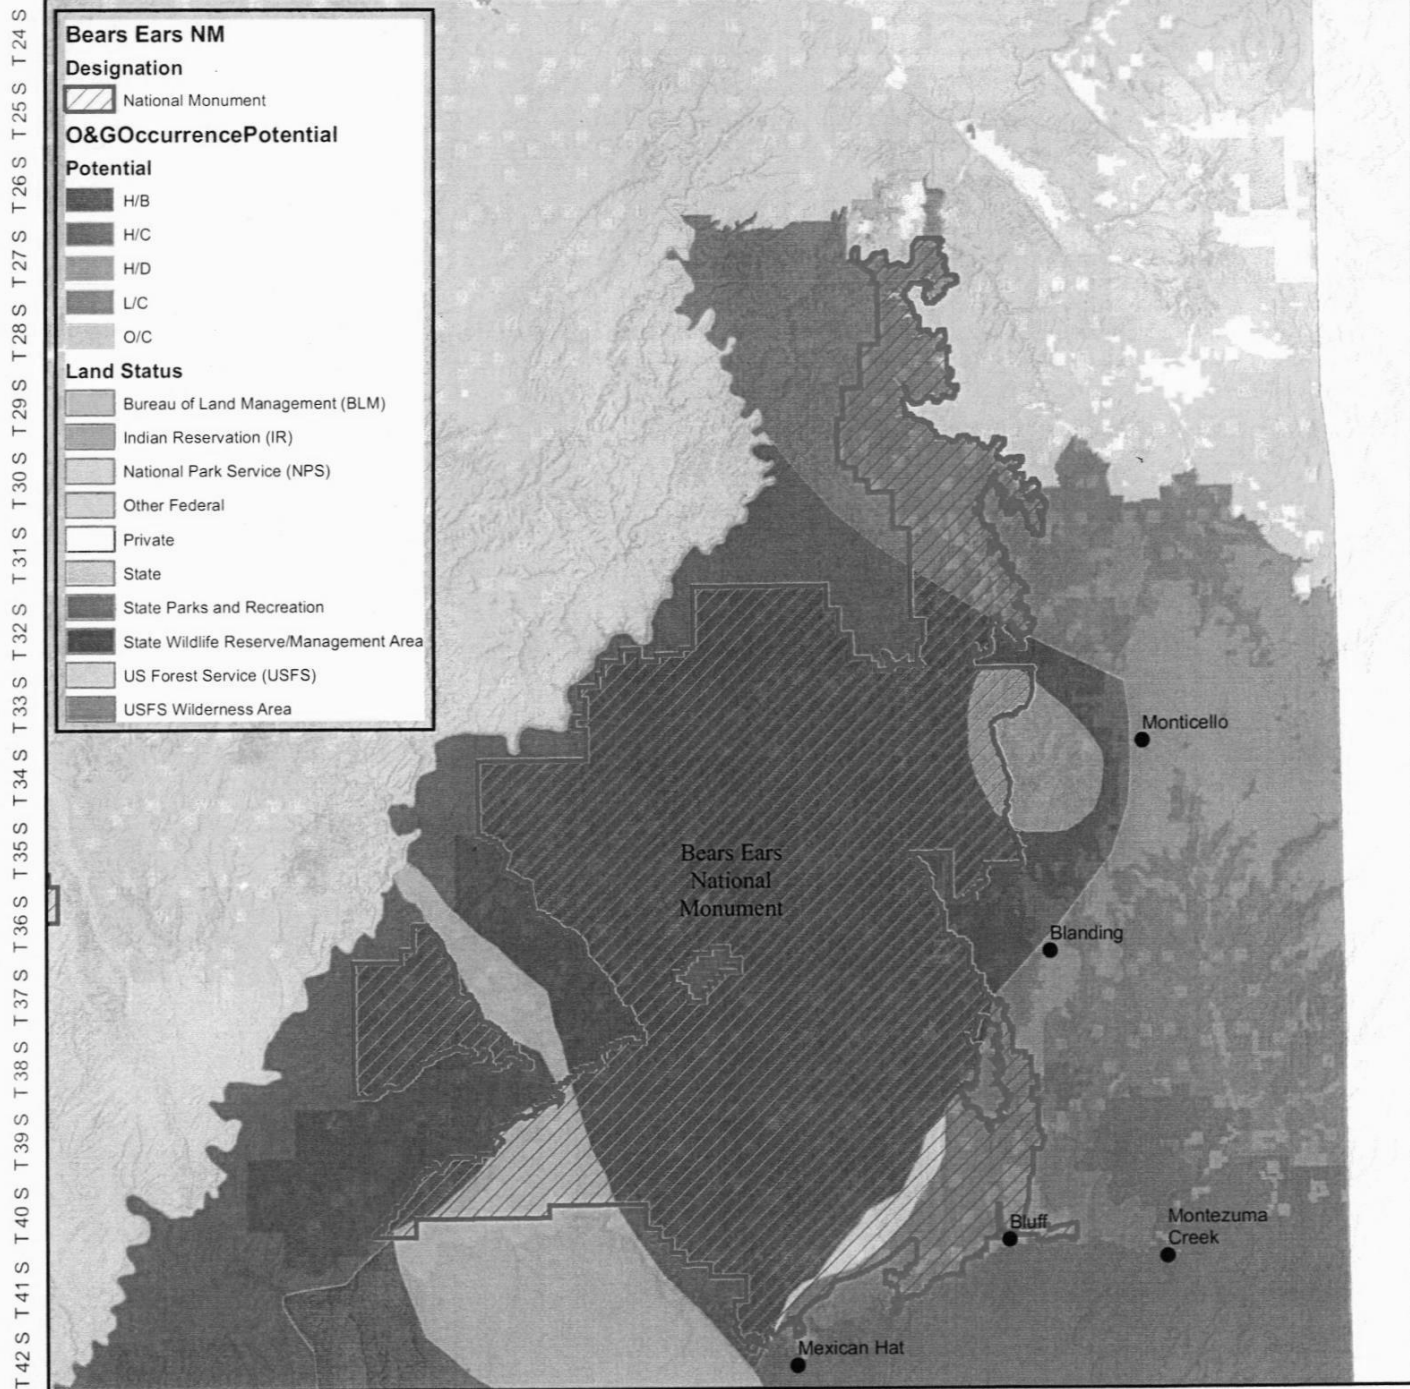 Bears Ears NM
Designation
National Monument
O&GOccurrencePotential
Potential
H/B
H/C
H/D
L/C
O/C
Land Status
Bureau of Land Management (BLM)
Indian Reservation (IR)
National Park Service (NPS)
Other Federal
Private
State
State Parks and Recreation
State Wildlife Reserve/Management Area
US Forest Service (USFS)
USFS Wilderness Area
T 24 S
T 25 S
T 26 S
T 27 S
T 28 S
T 29 S
T 30 S
T 31 S
T 32 S
T 33 S
T 34 S
T 35 S
T 36 S
T 37 S
T 38 S
T 39 S
T 40 S
T 41 S
T 42 S
Monticello
Bears Ears
National
Monument
Blanding
Bluff
Montezuma
Creek
Mexican Hat